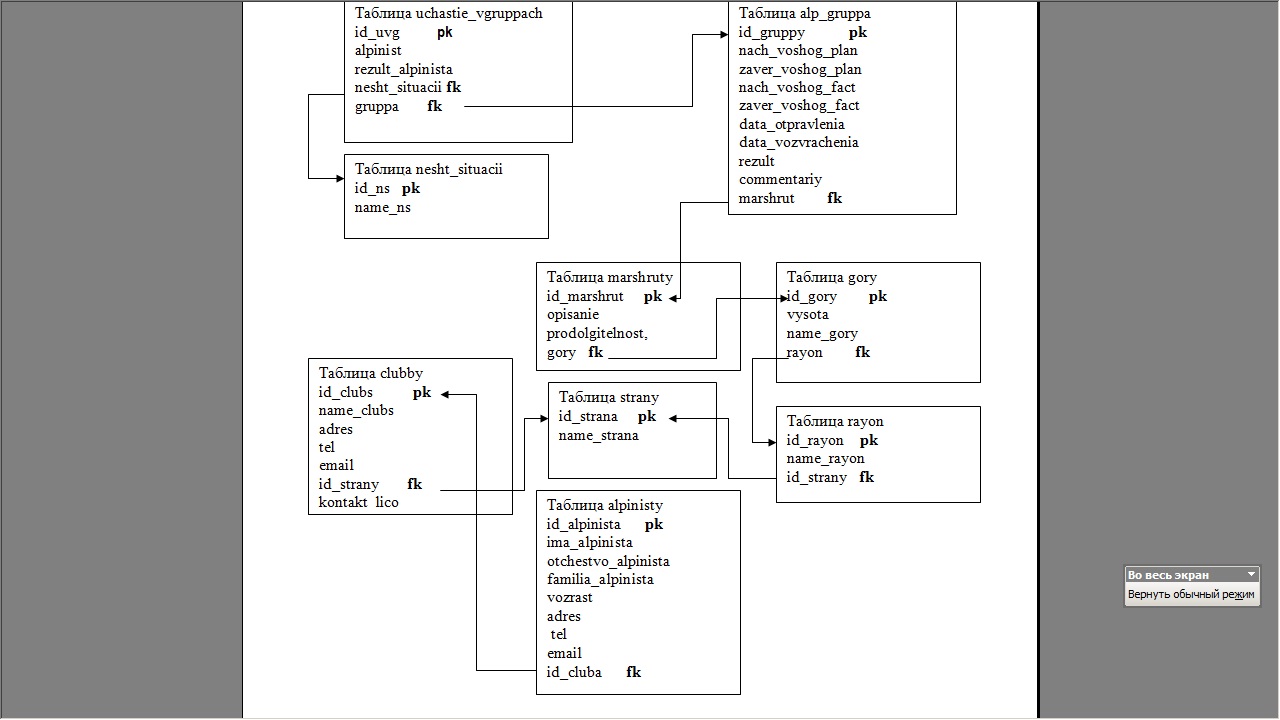 Таблица uchastie_vgruppach
id_uvg pk
alpinist
rezult_alpinista
nesht_situacii fk
gruppa fk
Таблица alp_gruppa
id_gruppy pk
nach_voshog_plan
zaver_voshog_plan
nach_voshog_fact
zaver_voshog_fact
data_otpravlenia
data_vozvrachenia
rezult
commentariy
marshrut fk
Таблица nesht_situacii
id_ns pk
name_ns
Таблица marshruty
id_marshrut pk
opisanie
prodolgitelnost,
gory fk
Таблица gory
id_gory pk
vysota
name_gory
rayon fk
Таблица clubby
id_clubs pk
name_clubs
adres
tel
email
id_strany fk
kontakt lico
Таблица strany
id_strana pk
name_strana
Таблица rayon
id_rayon pk
name_rayon
id_strany fk
Таблица alpinisty
id_alpinista pk
ima_alpinista
otchestvo_alpinista
familia_alpinista
vozrast
adres
tel
email
id_cluba fk
Во весь экран
Вернуть обычный режим